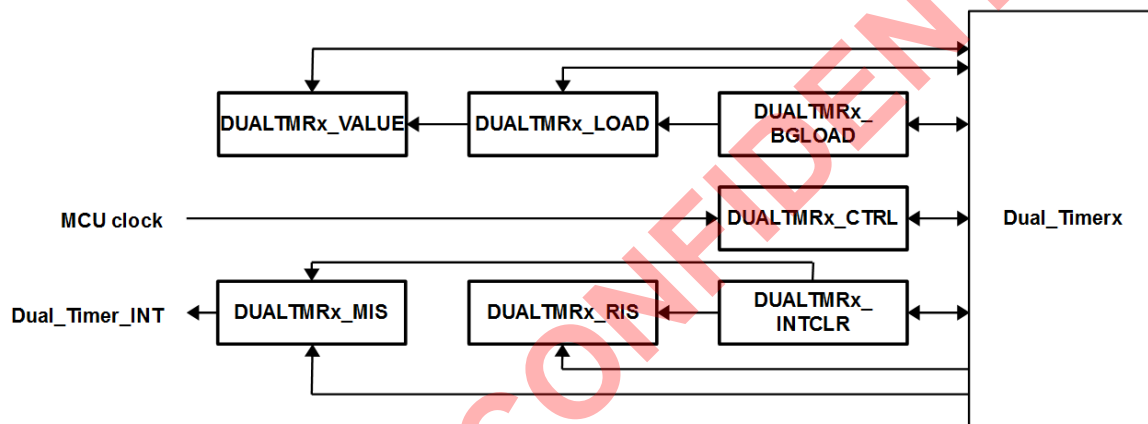 DUALTMRx_VALUE
DUALTMRx_LOAD
DUALTMRx_
BGLOAD
MCU clock
DUALTMRx_CTRL
Dual_Timerx
Dual_Timer_INT
DUALTMRx_MIS
DUALTMRx_RIS
DUALTMRx_
INTCLR
CONFIDEN